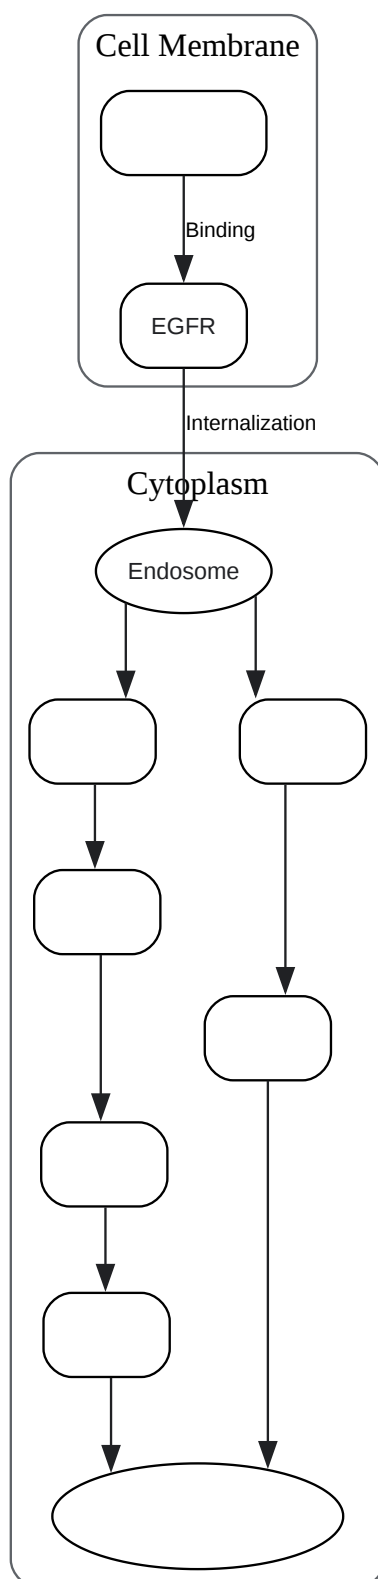 Cell Membrane
Binding
EGFR
Internalization
Cytoplasm
Endosome